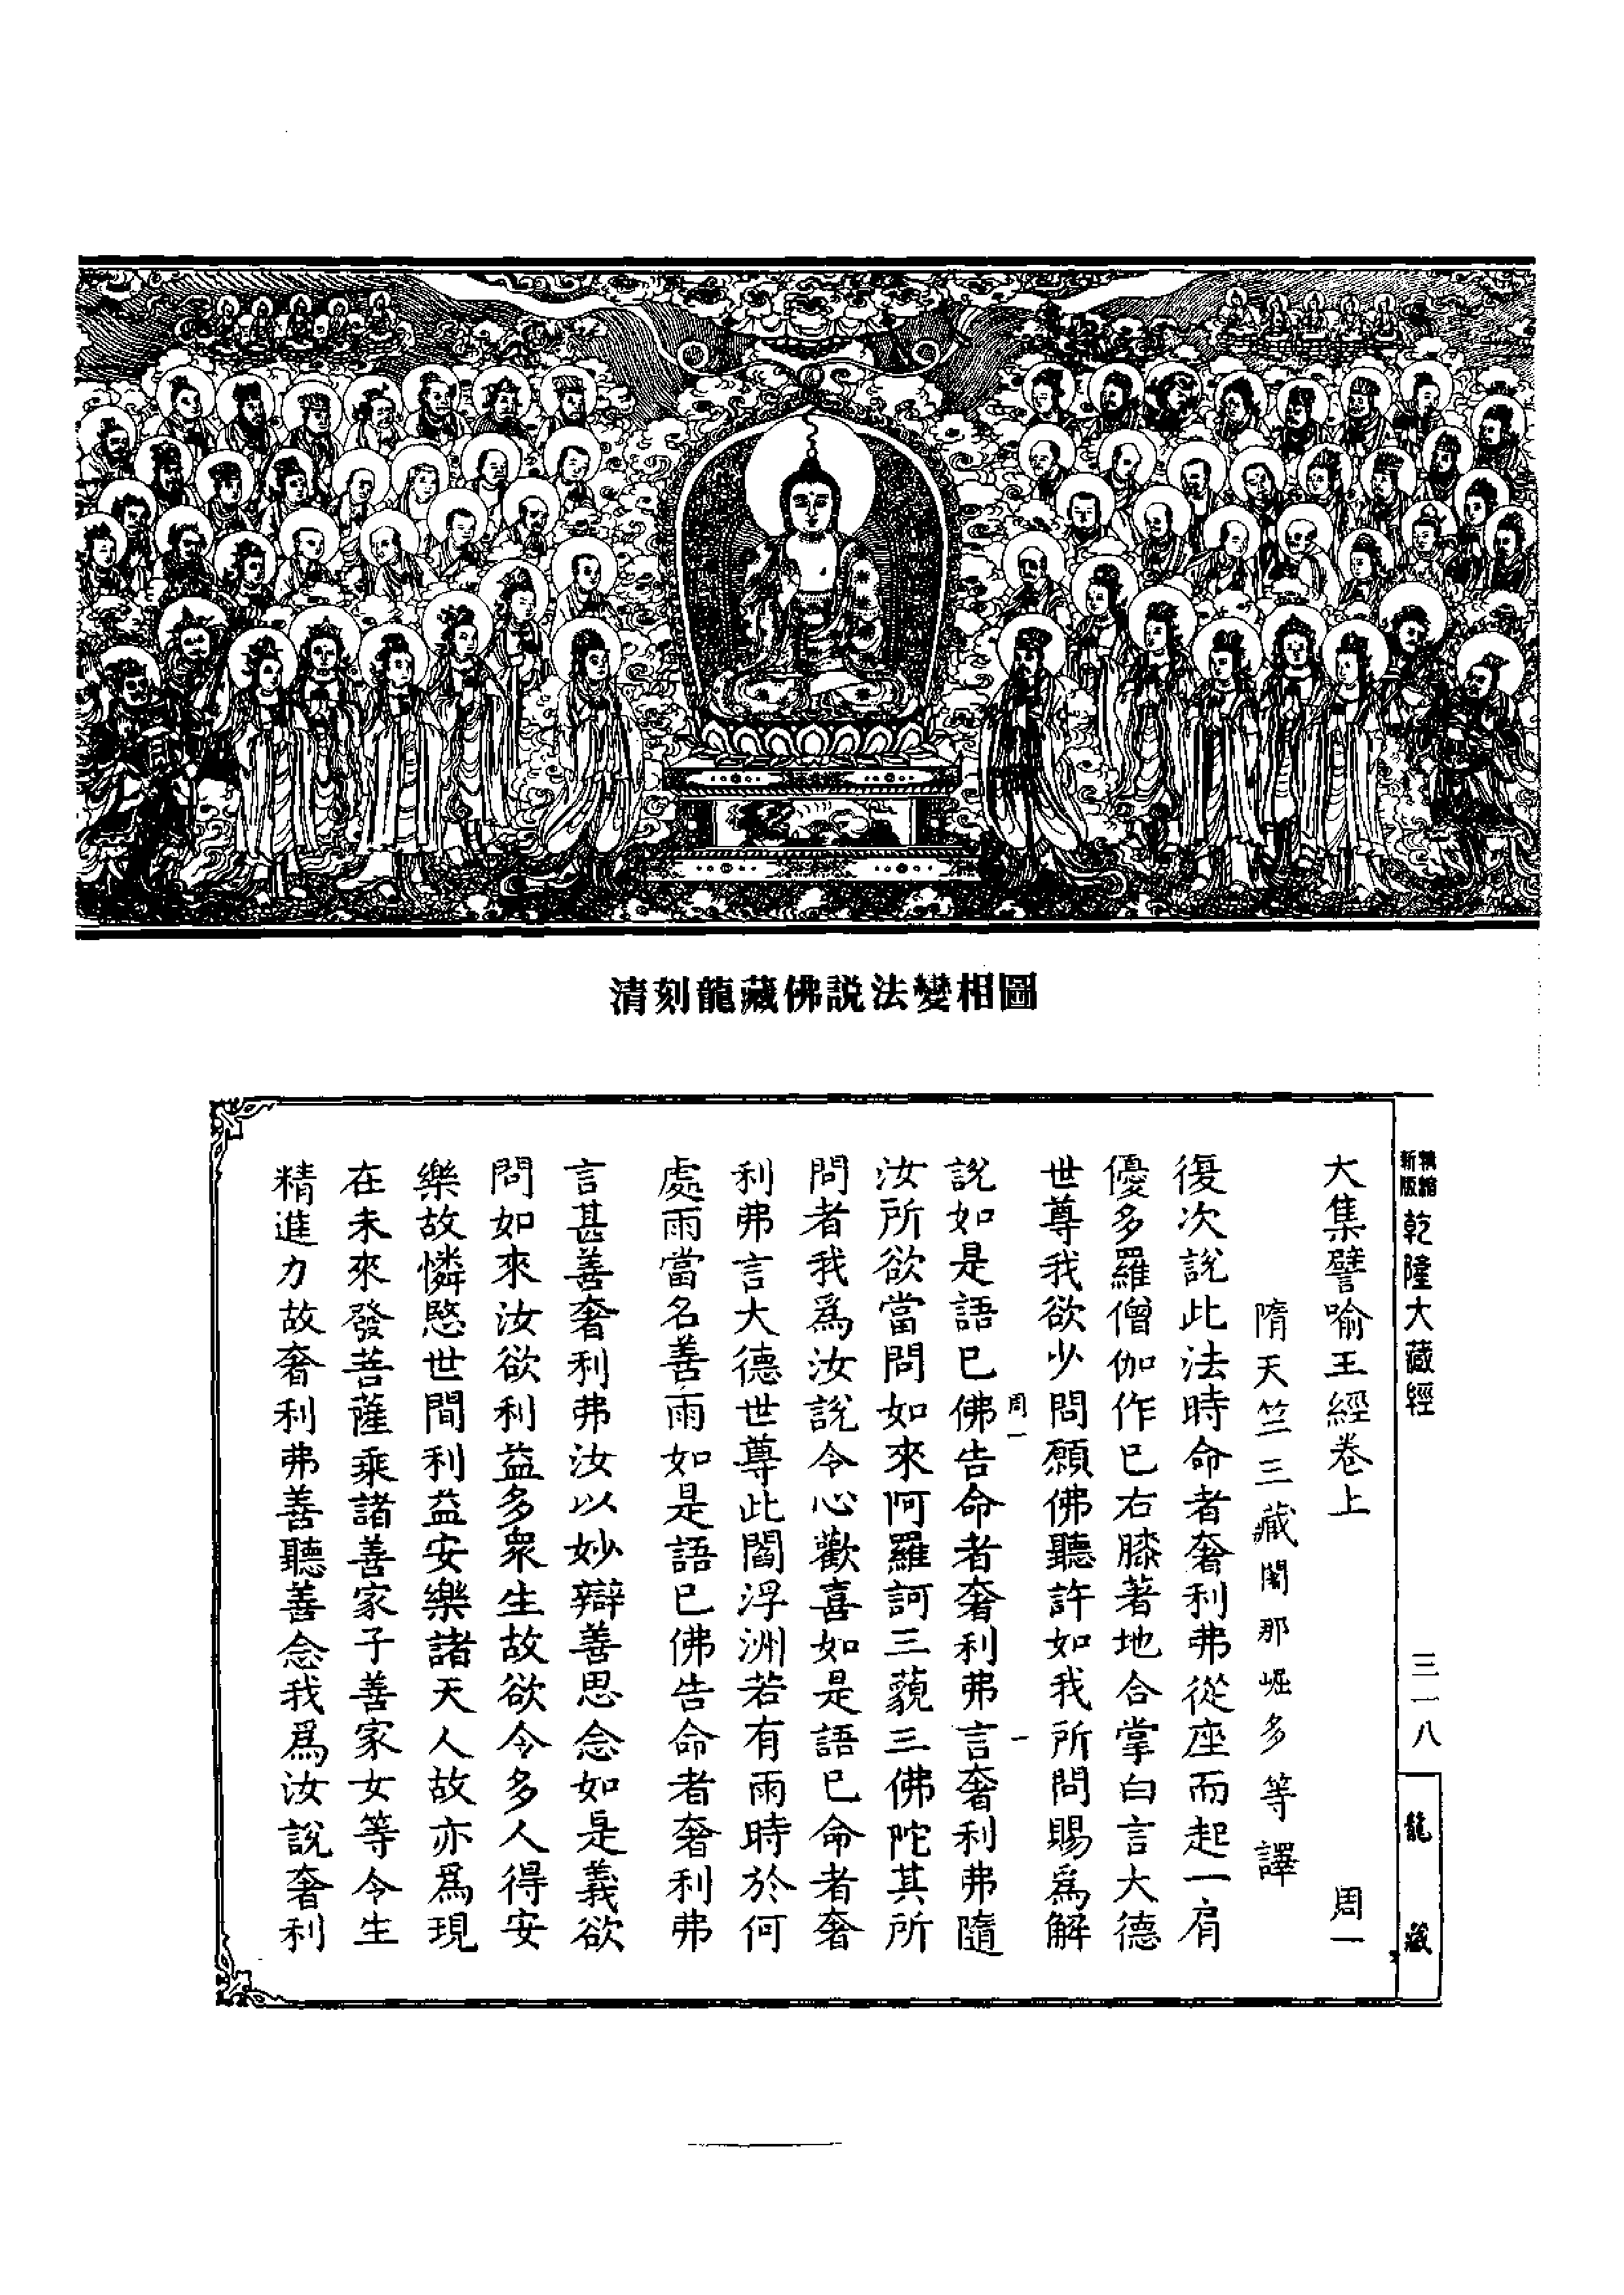 清刻龍藏佛説法變相圖
精縮新版 乾隆大藏經
三一八
龍藏
大集譬喻王經卷上 周一
隋天竺三藏闍那崛多等譯
復次說此法時命者奢利弗從座而起一肩
優多羅僧伽作已右膝著地合掌白言大德
世尊我欲少問願佛聽許如我所問賜爲解
周一 一
說如是語已佛告命者奢利弗言奢利弗隨
汝所欲當問如來阿羅訶三藐三佛陀其所
問者我爲汝說令心歡喜如是語已命者奢
利弗言大德世尊此閻浮洲若有雨時於何
處雨當名善雨如是語已佛告命者奢利弗
言甚善奢利弗汝以妙辯善思念如是義欲
問如來汝欲利益多衆生故欲令多人得安
樂故憐愍世間利益安樂諸天人故亦爲現
在未來發菩薩乘諸善家子善家女等令生
精進力故奢利弗善聽善念我爲汝說奢利